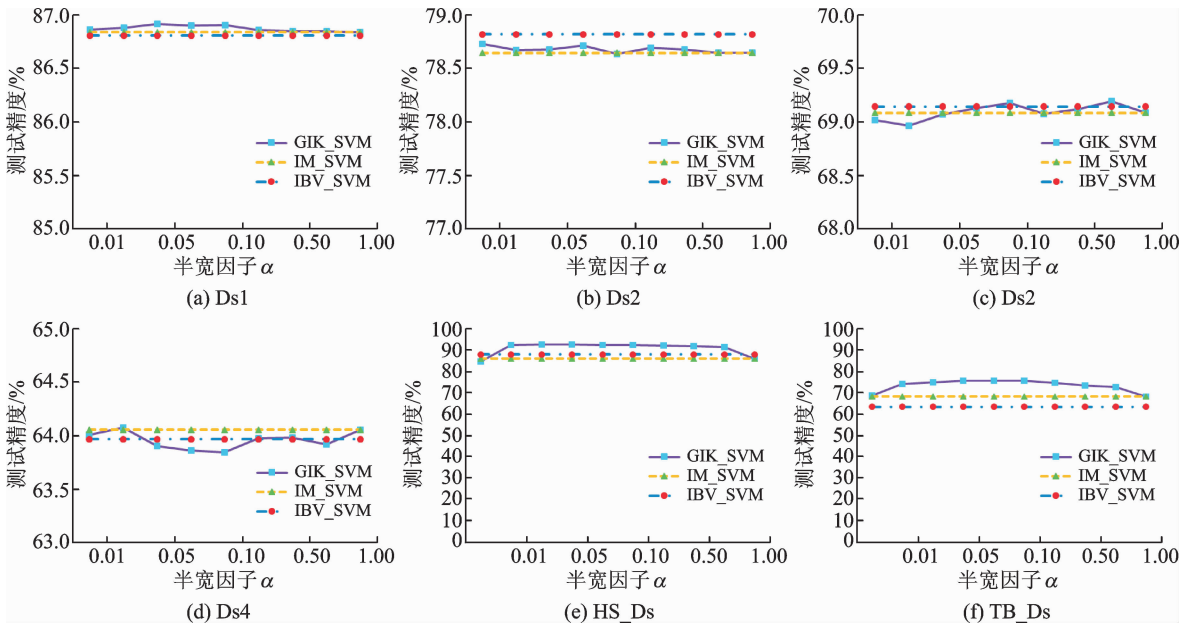 87.0
86.5
86.0
85.5
85.0
测试精度/%
GIK_SVM
IM_SVM
IBV_SVM
0.01 0.05 0.10 0.50 1.00
半宽因子α
(a) Ds1
79.0
78.5
78.0
77.5
77.0
测试精度/%
GIK_SVM
IM_SVM
IBV_SVM
0.01 0.05 0.10 0.50 1.00
半宽因子α
(b) Ds2
70.0
69.5
69.0
68.5
68.0
测试精度/%
GIK_SVM
IM_SVM
IBV_SVM
0.01 0.05 0.10 0.50 1.00
半宽因子α
(c) Ds2
65.0
64.5
64.0
63.5
63.0
测试精度/%
GIK_SVM
IM_SVM
IBV_SVM
0.01 0.05 0.10 0.50 1.00
半宽因子α
(d) Ds4
100
90
80
70
60
50
40
30
20
10
0
测试精度/%
GIK_SVM
IM_SVM
IBV_SVM
0.01 0.05 0.10 0.50 1.00
半宽因子α
(e) HS_Ds
100
90
80
70
60
50
40
30
20
10
0
测试精度/%
GIK_SVM
IM_SVM
IBV_SVM
0.01 0.05 0.10 0.50 1.00
半宽因子α
(f) TB_Ds